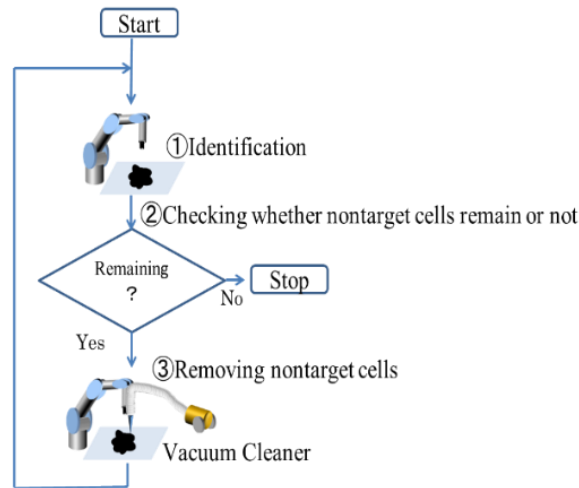 Start
①Identification
②Checking whether nontarget cells remain or not
Remaining
?
No
Stop
Yes
③Removing nontarget cells
Vacuum Cleaner